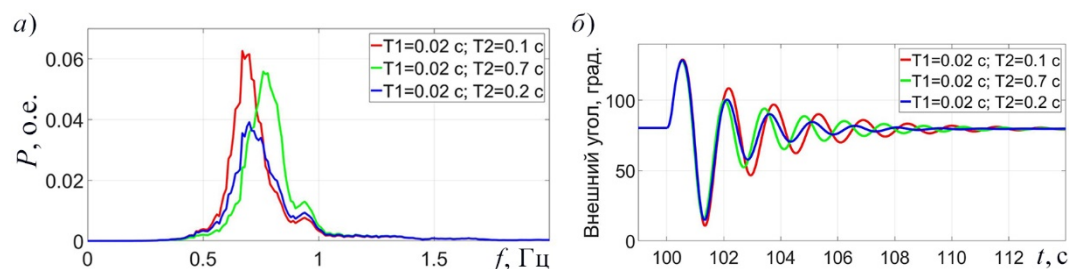 а)
P, о.е.
0.06
0.04
0.02
0
0
0.5
1
1.5
f, Гц
T1=0.02 с; T2=0.1 с
T1=0.02 с; T2=0.7 с
T1=0.02 с; T2=0.2 с
б)
Внешний угол, град.
100
50
0
100
102
104
106
108
110
112
t, с
T1=0.02 с; T2=0.1 с
T1=0.02 с; T2=0.7 с
T1=0.02 с; T2=0.2 с